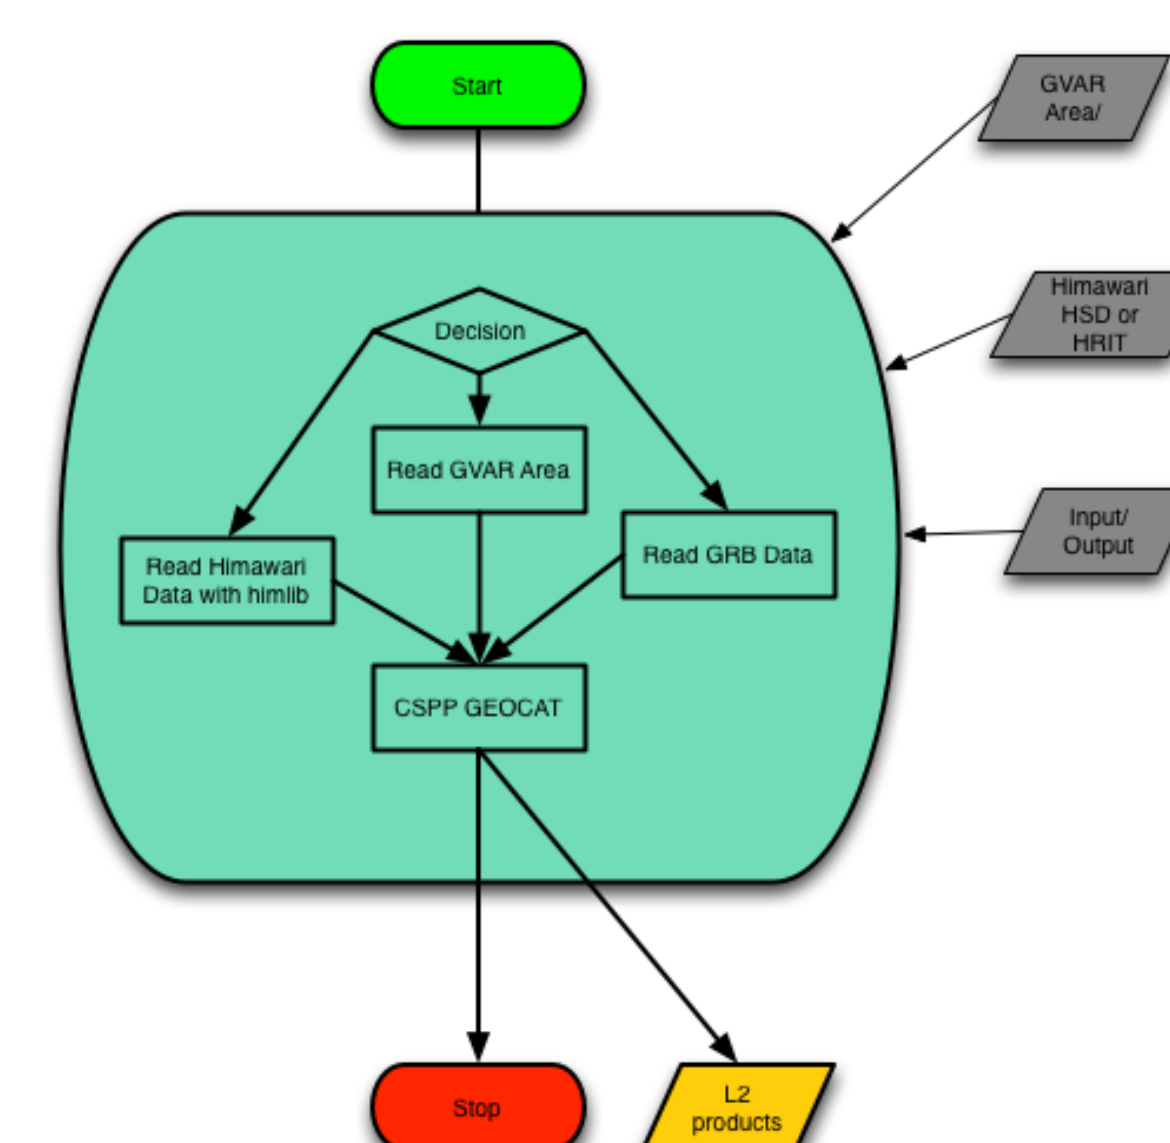 Start
GVAR
Area/
Himawari
HSD or
HRIT
Decision
Read GVAR Area
Input/
Output
Read GRB Data
Read Himawari
Data with himlib
CSPP GEOCAT
Stop
L2
products